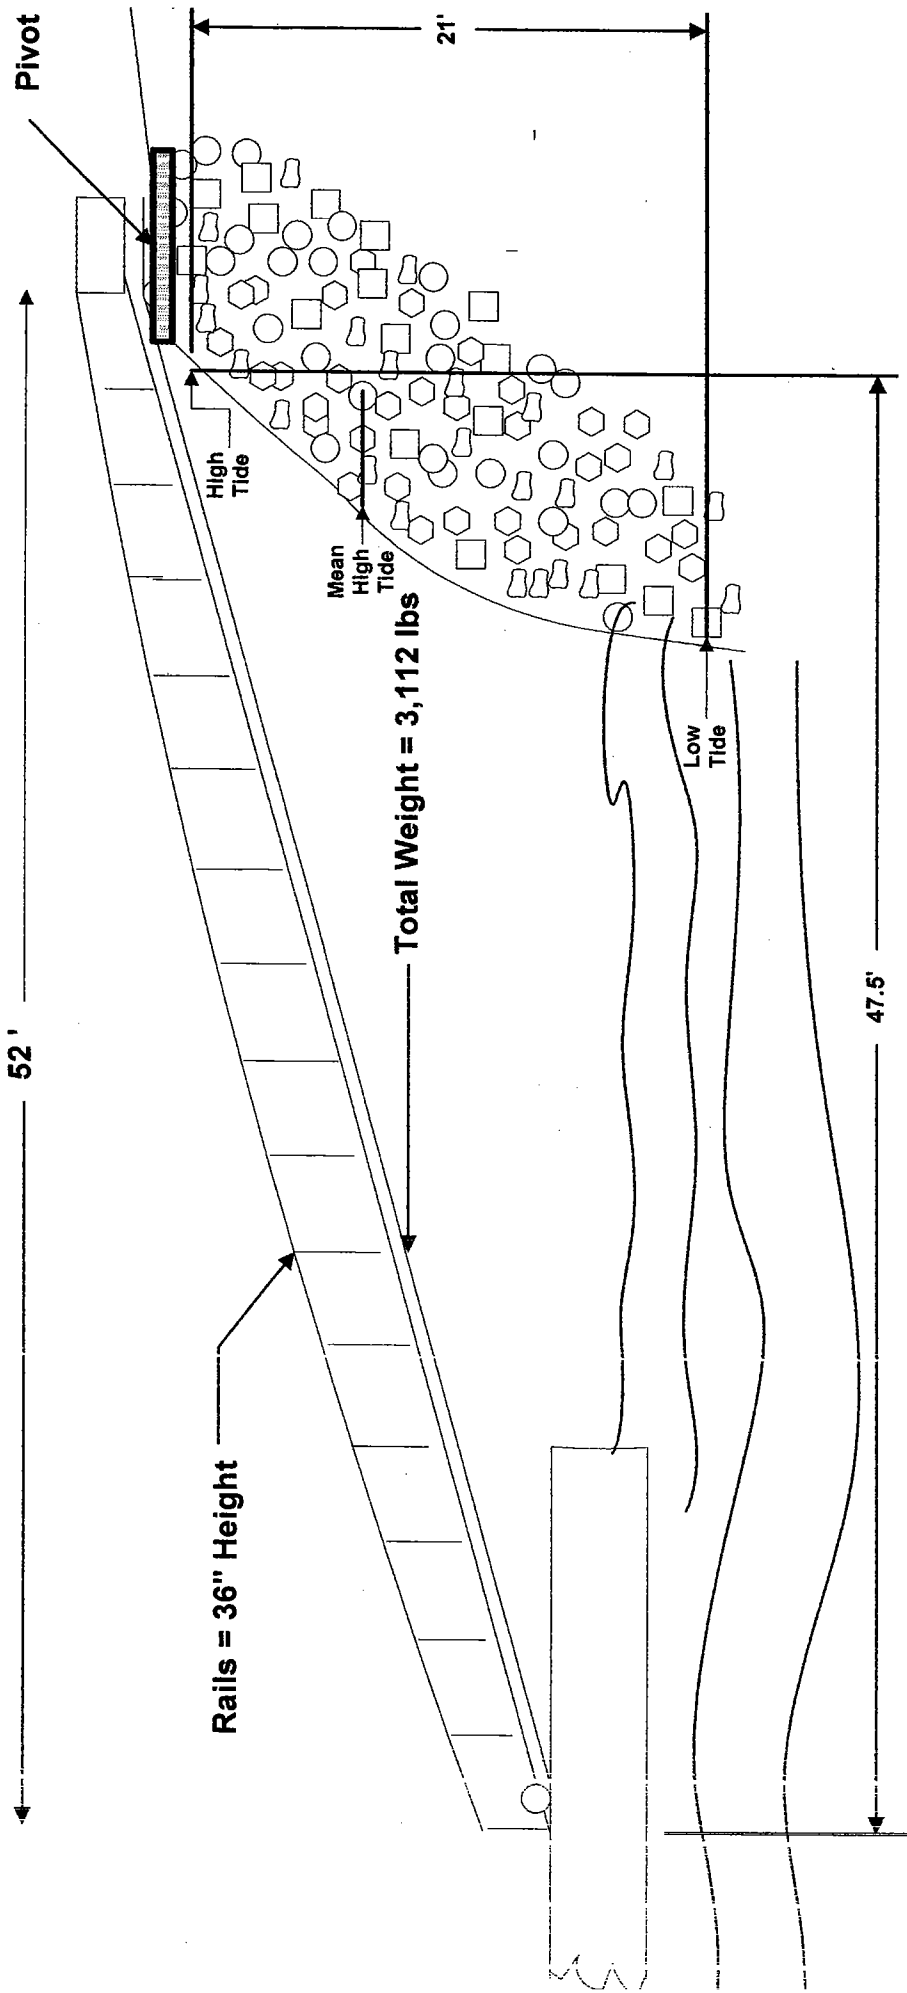 52 '
Pivot
21'
High
Tide
Mean
High
Tide
Total Weight = 3,112 lbs
Rails = 36" Height
Low
Tide
47.5'